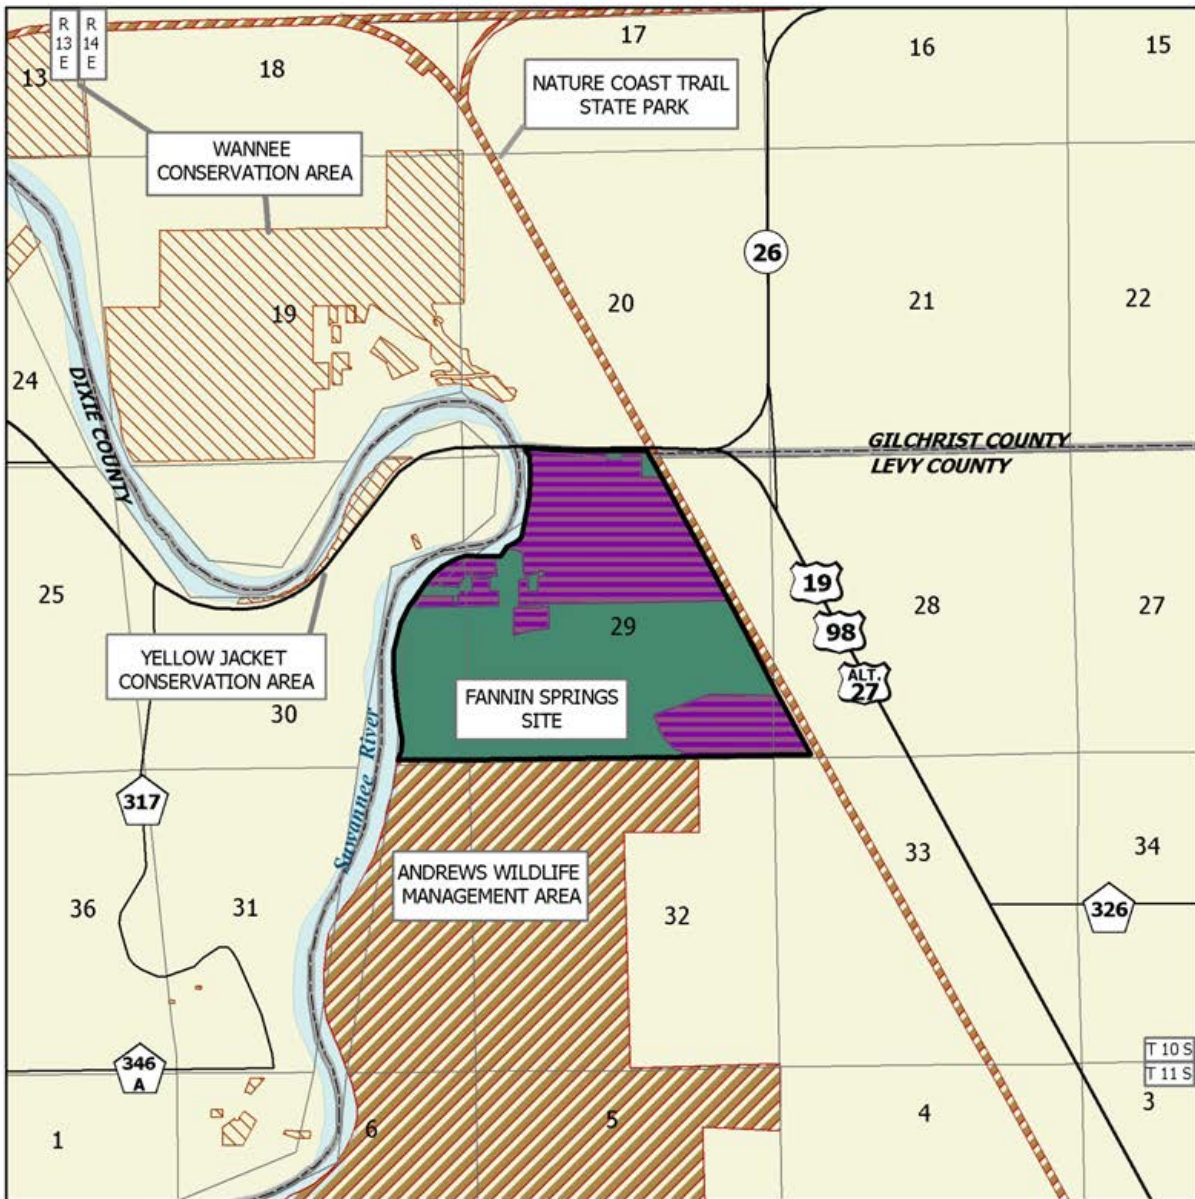 R
13
E
R
14
E
13
18
17
16
15
NATURE COAST TRAIL
STATE PARK
WANNEE
CONSERVATION AREA
26
19
20
21
22
24
DIXIE COUNTY
GILCHRIST COUNTY
LEVY COUNTY
25
19
98
ALT.
27
29
28
27
YELLOW JACKET
CONSERVATION AREA
30
FANNIN SPRINGS
SITE
Suwannee River
317
ANDREWS WILDLIFE
MANAGEMENT AREA
33
34
36
31
32
326
346
A
T 10 S
T 11 S
1
6
5
4
3